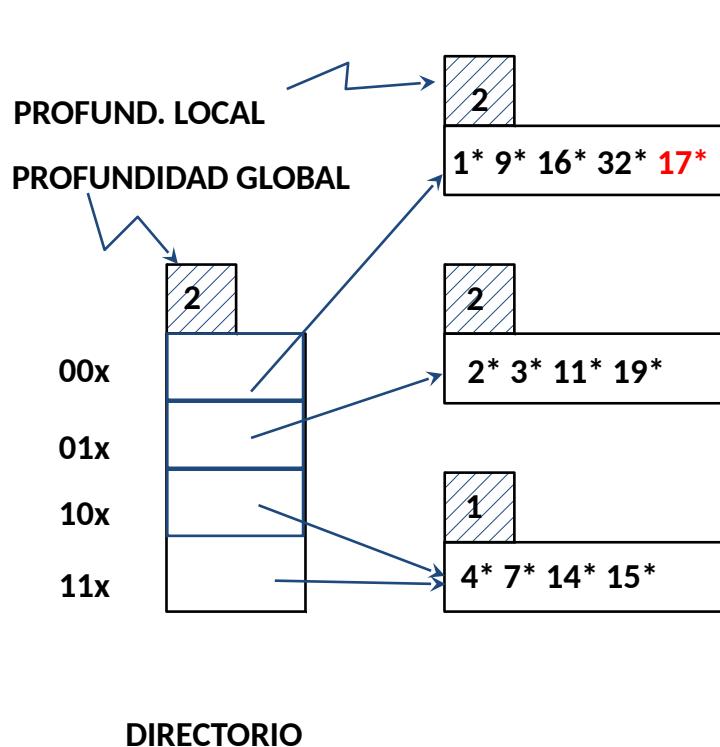 2
PROFUND. LOCAL
1* 9* 16* 32* 17*
PROFUNDIDAD GLOBAL
2
2
00x
2* 3* 11* 19*
01x
10x
1
11x
4* 7* 14* 15*
DIRECTORIO